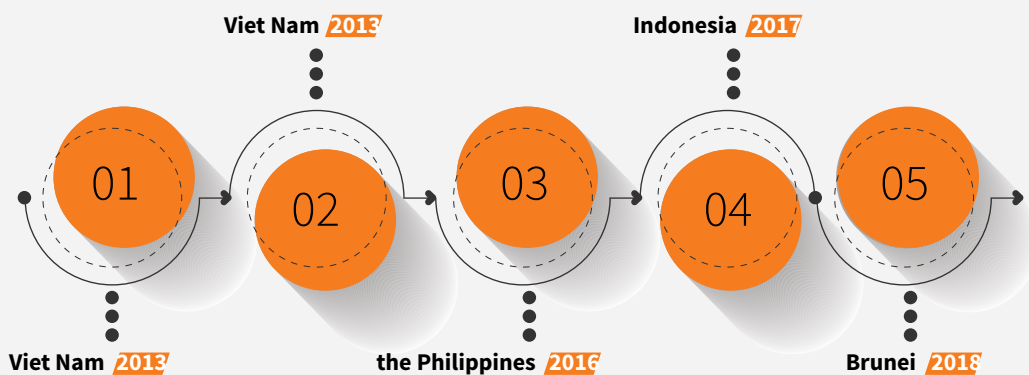 Viet Nam 2013
Indonesia 2017
01
02
03
04
05
Viet Nam 2013
the Philippines 2016
Brunei 2018